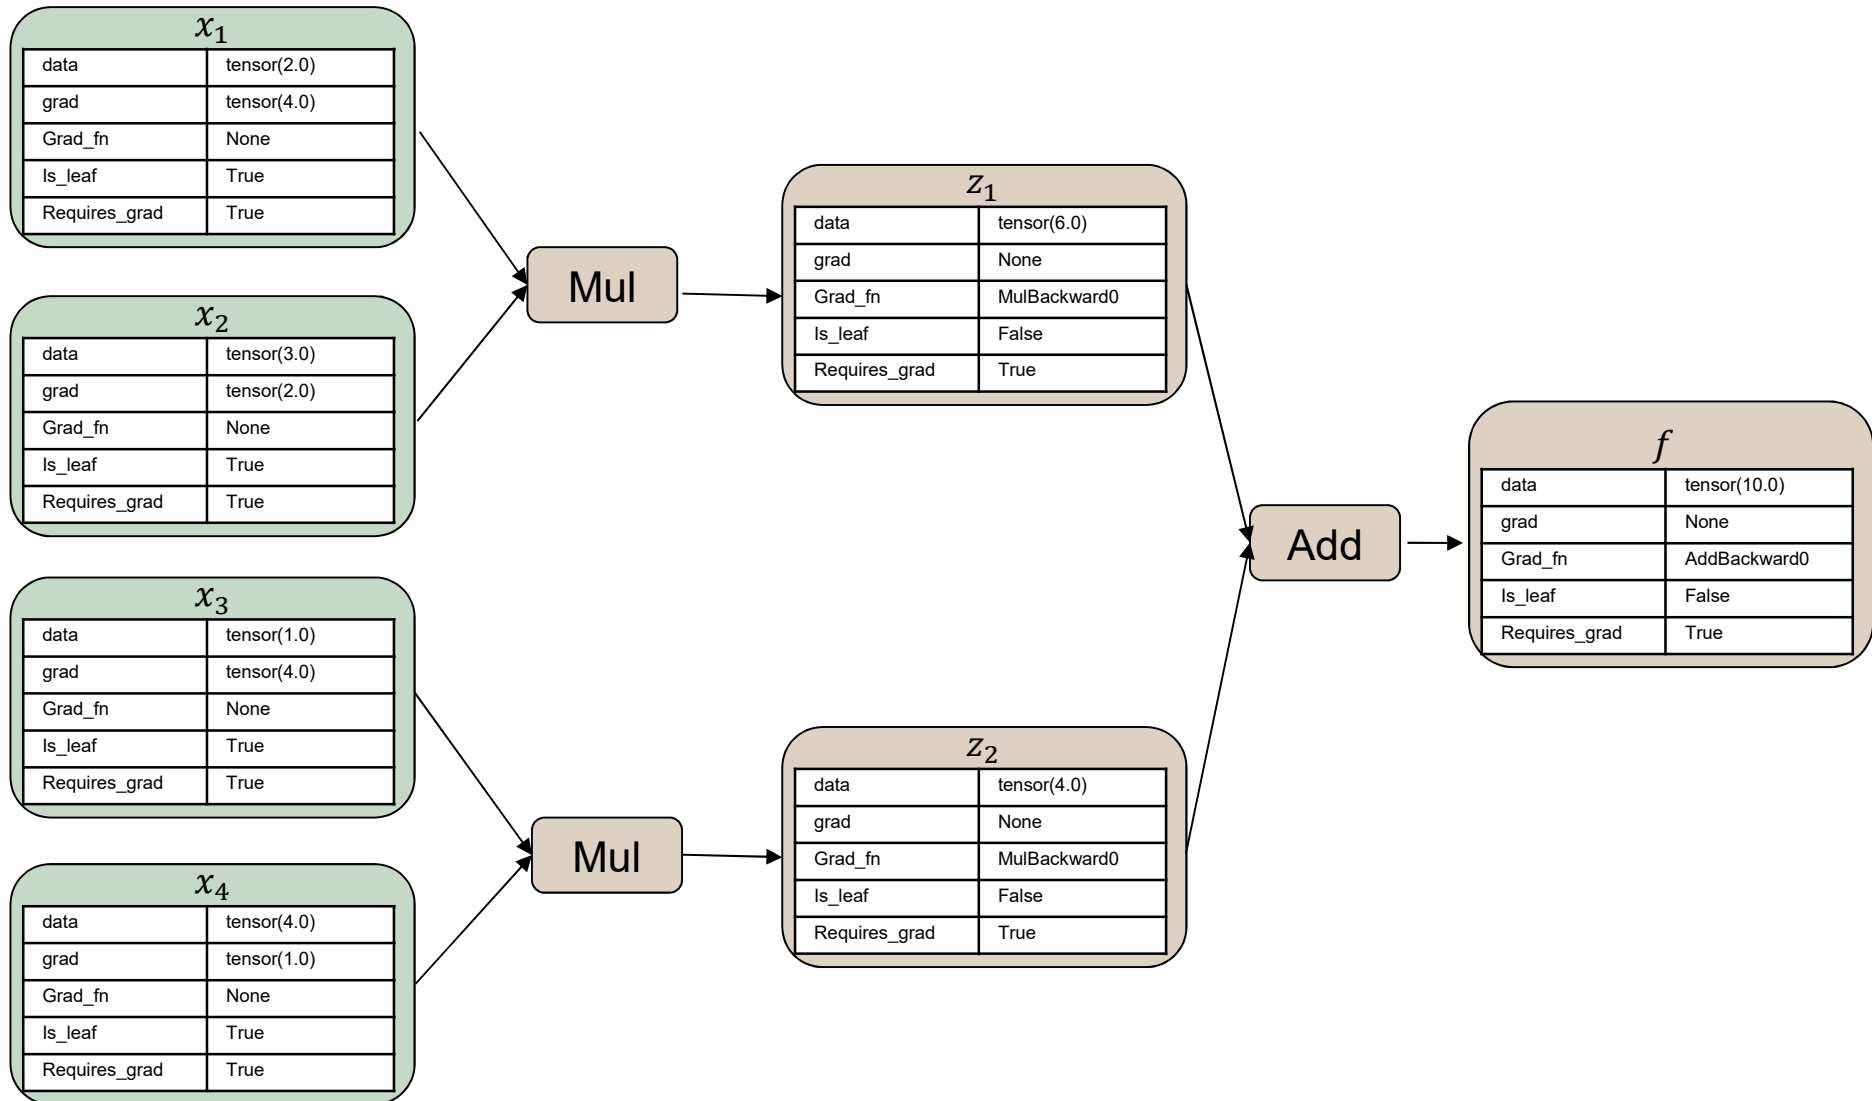 x₁
data tensor(2.0)
grad tensor(4.0)
Grad_fn None
Is_leaf True
Requires_grad True
x₂
data tensor(3.0)
grad tensor(2.0)
Grad_fn None
Is_leaf True
Requires_grad True
x₃
data tensor(1.0)
grad tensor(4.0)
Grad_fn None
Is_leaf True
Requires_grad True
x₄
data tensor(4.0)
grad tensor(1.0)
Grad_fn None
Is_leaf True
Requires_grad True
Mul
Mul
z₁
data tensor(6.0)
grad None
Grad_fn MulBackward0
Is_leaf False
Requires_grad True
z₂
data tensor(4.0)
grad None
Grad_fn MulBackward0
Is_leaf False
Requires_grad True
Add
f
data tensor(10.0)
grad None
Grad_fn AddBackward0
Is_leaf False
Requires_grad True